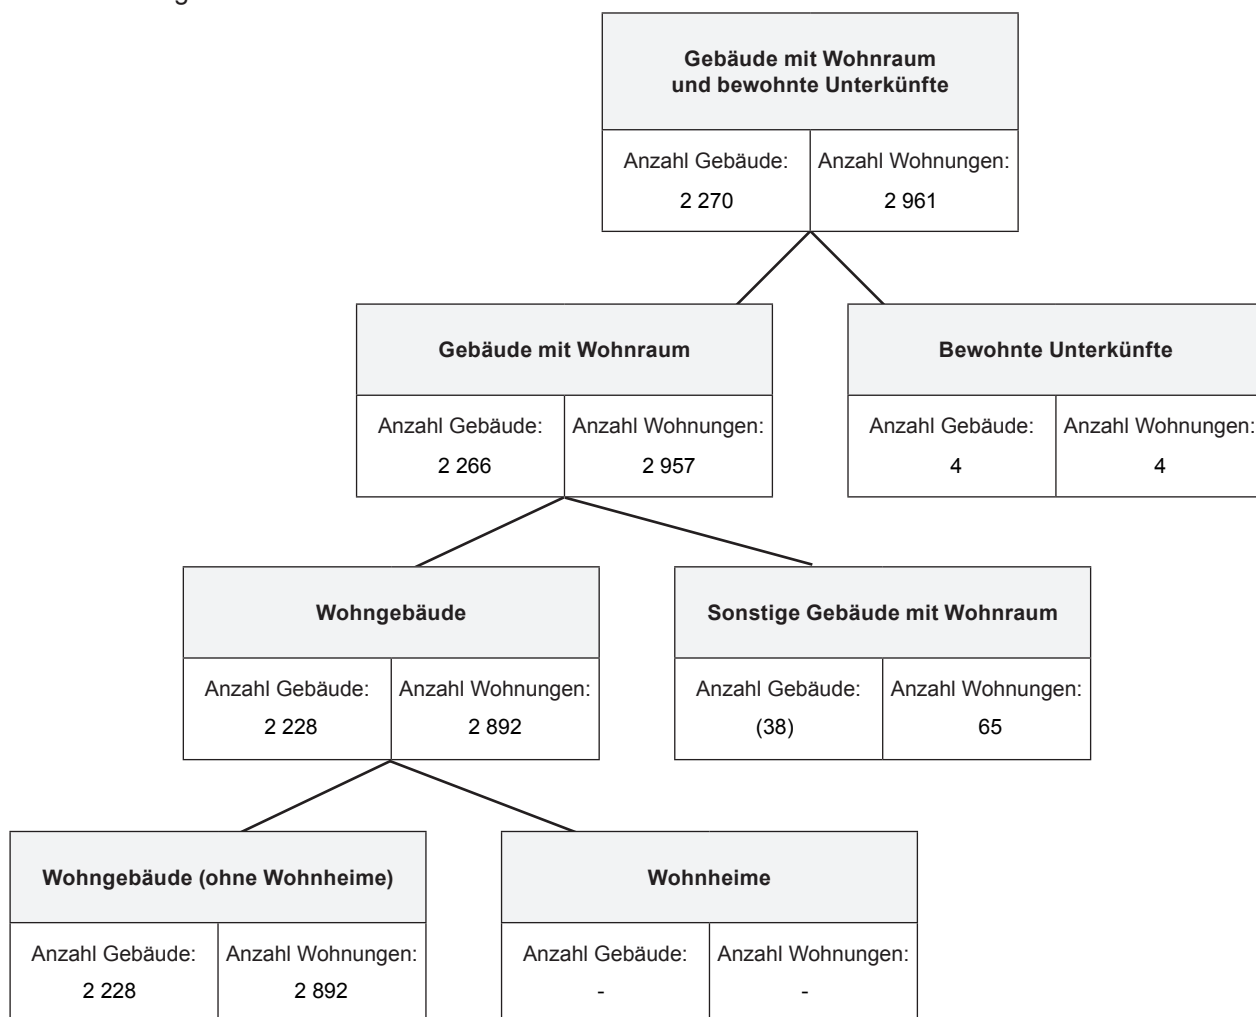 Gebäude mit Wohnraum
und bewohnte Unterkünfte
Anzahl Gebäude: Anzahl Wohnungen:
2 270 2 961
Gebäude mit Wohnraum Bewohnte Unterkünfte
Anzahl Gebäude: Anzahl Wohnungen: Anzahl Gebäude: Anzahl Wohnungen:
2 266 2 957 4 4
Wohngebäude Sonstige Gebäude mit Wohnraum
Anzahl Gebäude: Anzahl Wohnungen: Anzahl Gebäude: Anzahl Wohnungen:
2 228 2 892 (38) 65
Wohngebäude (ohne Wohnheime) Wohnheime
Anzahl Gebäude: Anzahl Wohnungen: Anzahl Gebäude: Anzahl Wohnungen:
2 228 2 892 - -